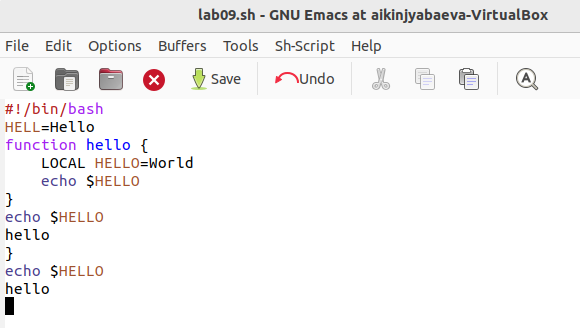 lab09.sh - GNU Emacs at aikinjyabaeva-VirtualBox
File Edit Options Buffers Tools Sh-Script Help
Save Undo
#!/bin/bash
HELL=Hello
function hello {
    LOCAL HELLO=World
    echo $HELLO
}
echo $HELLO
hello
}
echo $HELLO
hello